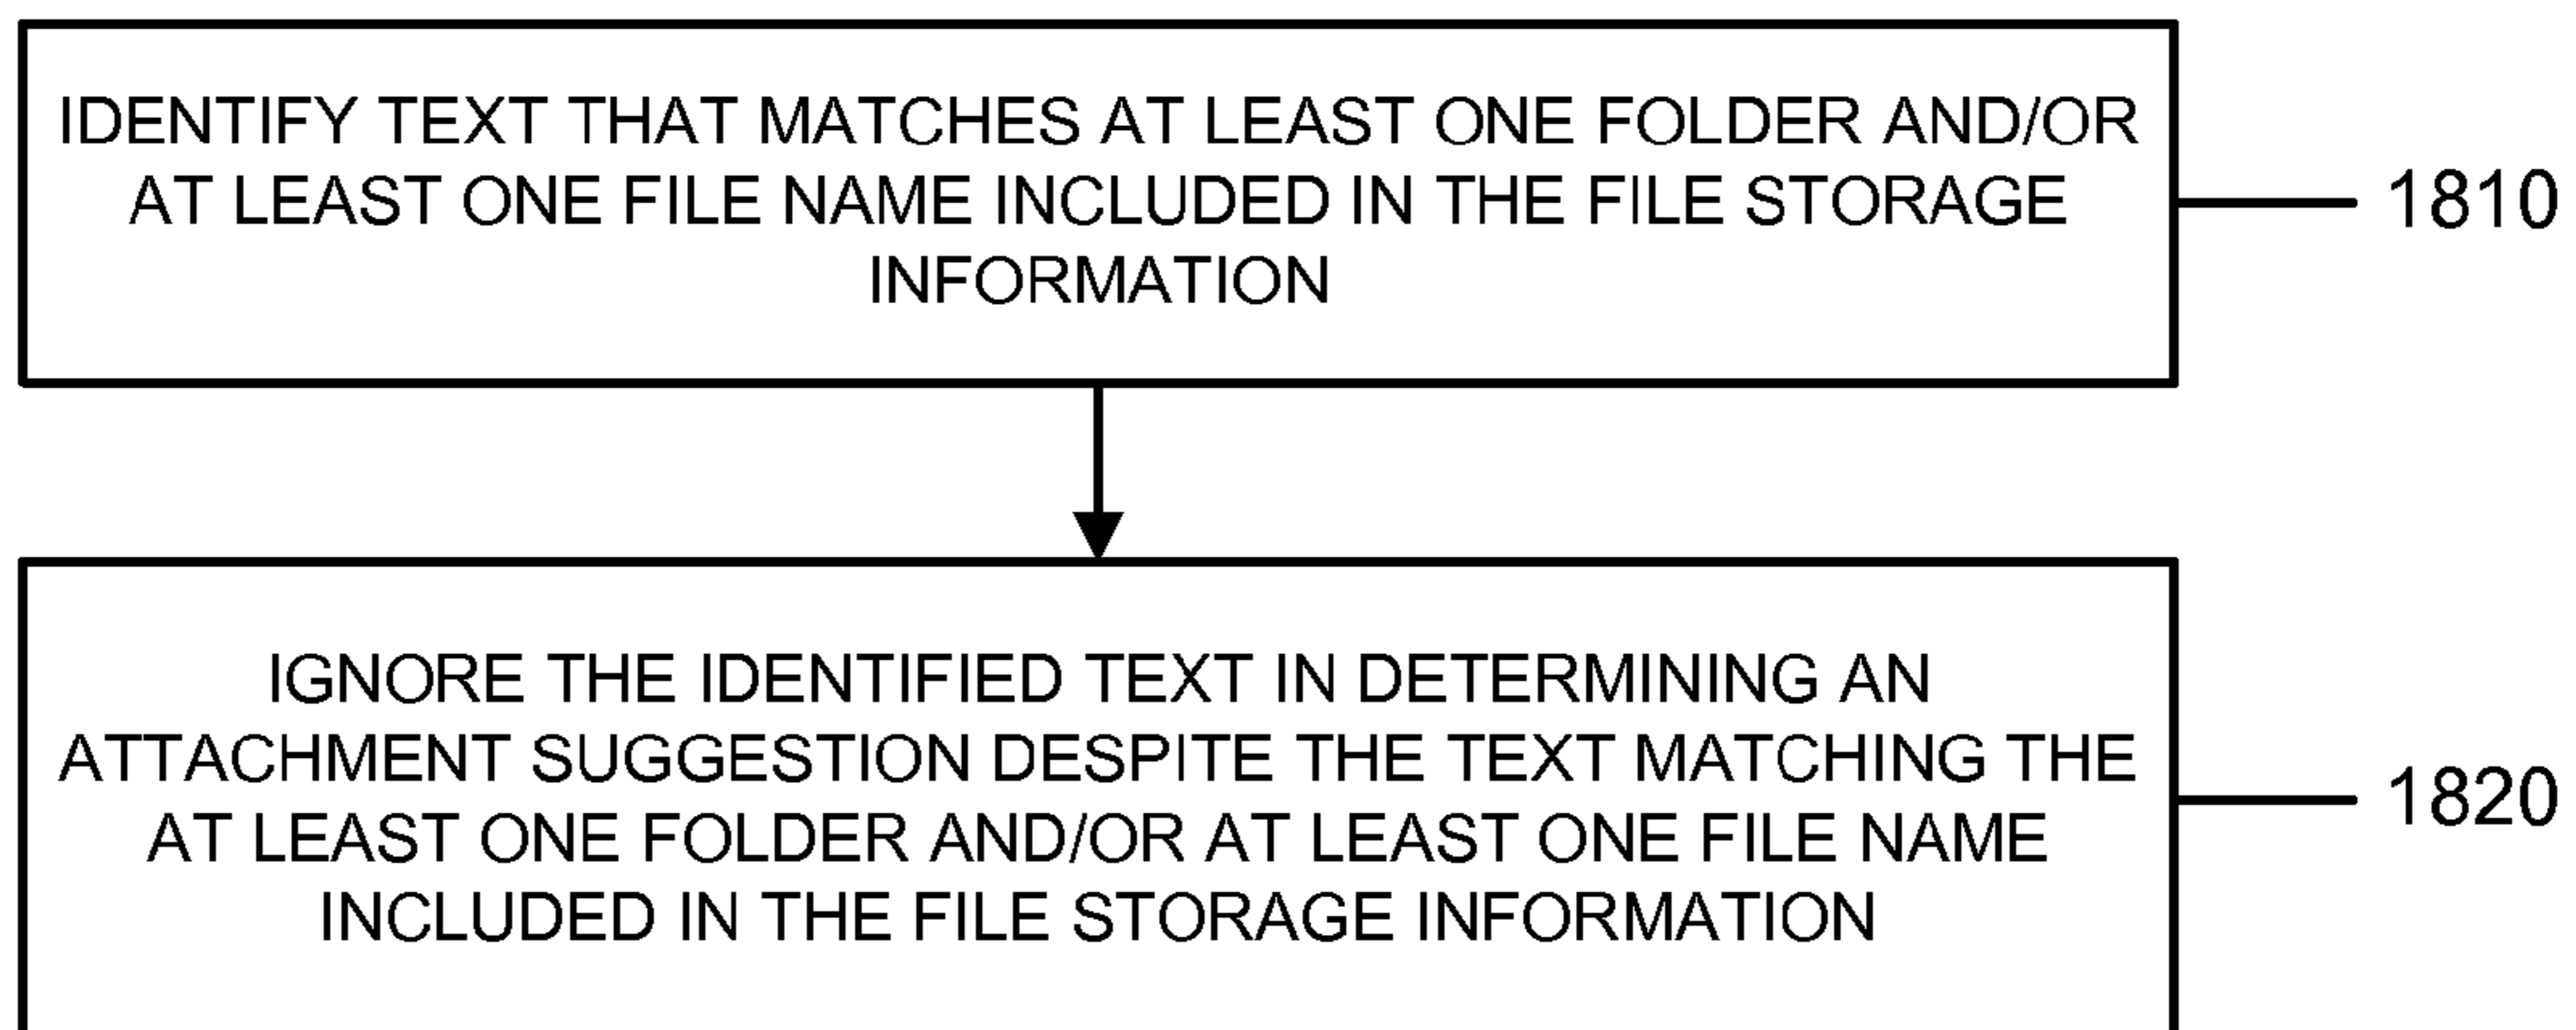 IDENTIFY TEXT THAT MATCHES AT LEAST ONE FOLDER AND/OR
AT LEAST ONE FILE NAME INCLUDED IN THE FILE STORAGE
INFORMATION
1810
IGNORE THE IDENTIFIED TEXT IN DETERMINING AN
ATTACHMENT SUGGESTION DESPITE THE TEXT MATCHING THE
AT LEAST ONE FOLDER AND/OR AT LEAST ONE FILE NAME
INCLUDED IN THE FILE STORAGE INFORMATION
1820